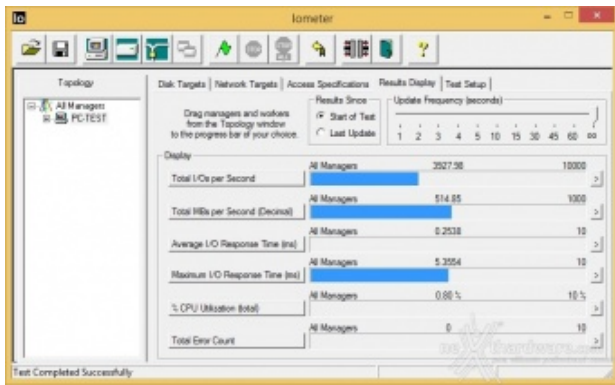 Io
Iometer
Topology
All Managers
PC-TEST
Disk Targets
Network Targets
Access Specifications
Results Display
Test Setup
Drag managers and workers
from the Topology window
to the progress bar of your choice.
Results Since
Start of Test
Last Update
Update Frequency (seconds)
1 2 3 4 5 10 15 30 45 60 oo
Display
All Managers 3927.98 10000
Total I/Os per Second
All Managers 514.85 1000
Total MBs per Second (Decimal)
All Managers 0.2538 10
Average I/O Response Time (ms)
All Managers 5.3554 10
Maximum I/O Response Time (ms)
All Managers 0.80 % 10 %
% CPU Utilization (total)
All Managers 0 10
Total Error Count
Test Completed Successfully